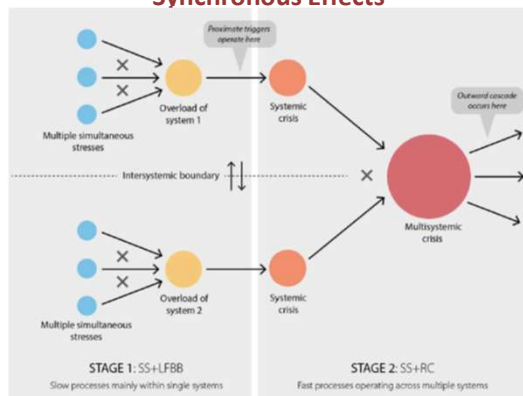 Synchronous Effects
Proximate triggers
operate here
Outward cascade
occurs here
Overload of
system 1
Systemic
crisis
Multiple simultaneous
stresses
Intersystemic boundary
Multisystemic
crisis
Overload of
system 2
Systemic
crisis
Multiple simultaneous
stresses
STAGE 1: SS+LFBB
Slow processes mainly within single systems
STAGE 2: SS+RC
Fast processes operating across multiple systems